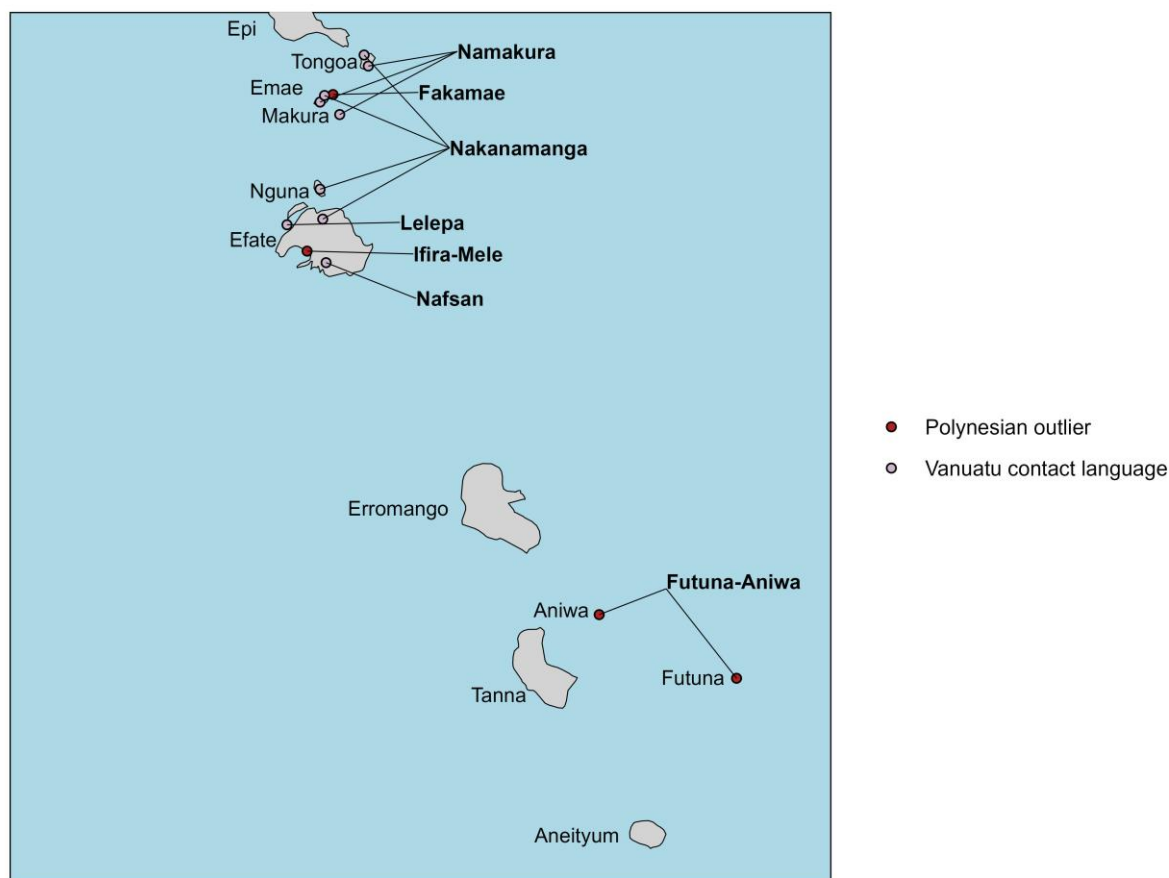 Epi
Tongoa
Namakura
Emae
Fakamae
Makura
Nakanamanga
Nguna
Lelepa
Efate
Ifira-Mele
Nafsan
Polynesian outlier
Vanuatu contact language
Erromango
Futuna-Aniwa
Aniwa
Futuna
Tanna
Aneityum